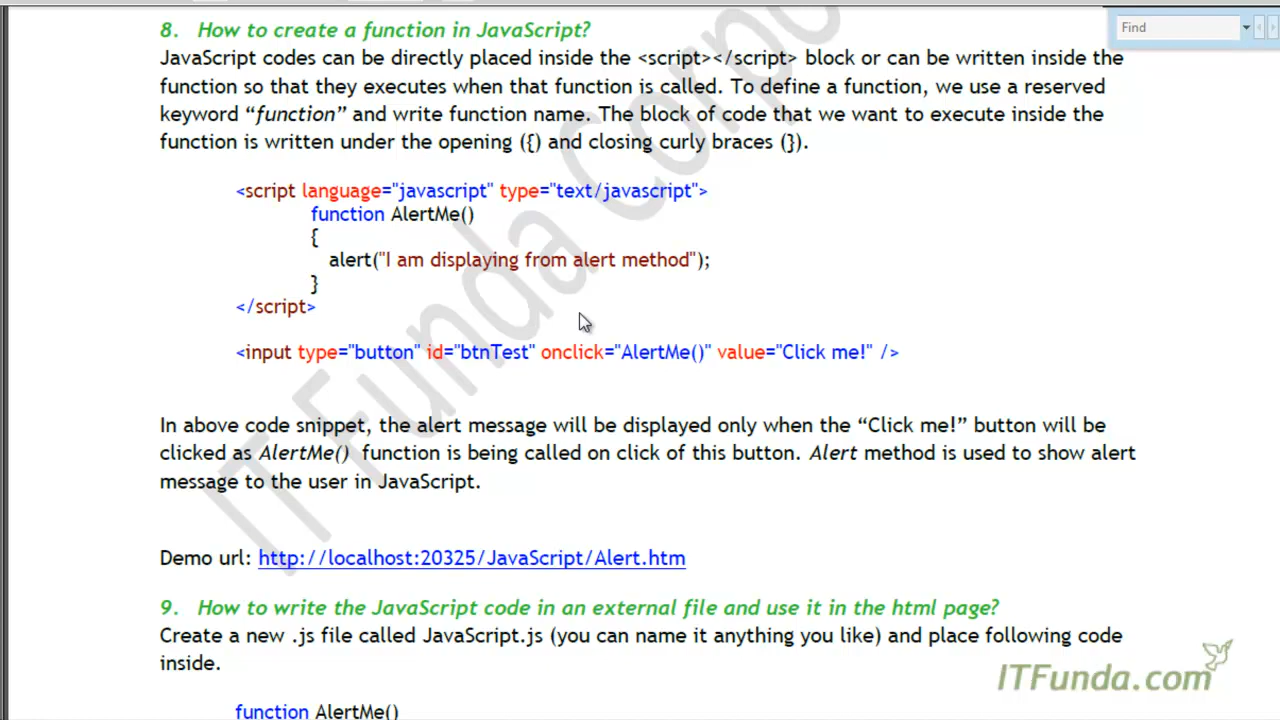 8. How to create a function in JavaScript?
Find
JavaScript codes can be directly placed inside the <script></script> block or can be written inside the
function so that they executes when that function is called. To define a function, we use a reserved
keyword “function” and write function name. The block of code that we want to execute inside the
function is written under the opening ({) and closing curly braces (}).
<script language="javascript" type="text/javascript">
function AlertMe()
{
alert("I am displaying from alert method");
}
</script>
<input type="button" id="btnTest" onclick="AlertMe()" value="Click me!" />
In above code snippet, the alert message will be displayed only when the “Click me!” button will be
clicked as AlertMe() function is being called on click of this button. Alert method is used to show alert
message to the user in JavaScript.
Demo url: http://localhost:20325/JavaScript/Alert.htm
9. How to write the JavaScript code in an external file and use it in the html page?
Create a new .js file called JavaScript.js (you can name it anything you like) and place following code
inside.
ITFunda.com
function AlertMe()
IT Funda Corpo